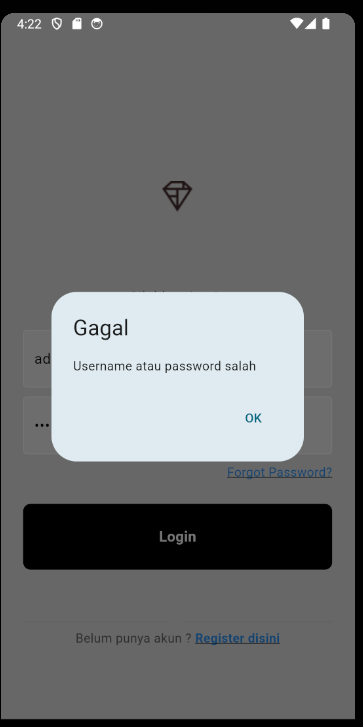 4:22
Gagal
ad
Username atau password salah
OK
Forgot Password?
Login
Belum punya akun ? Register disini